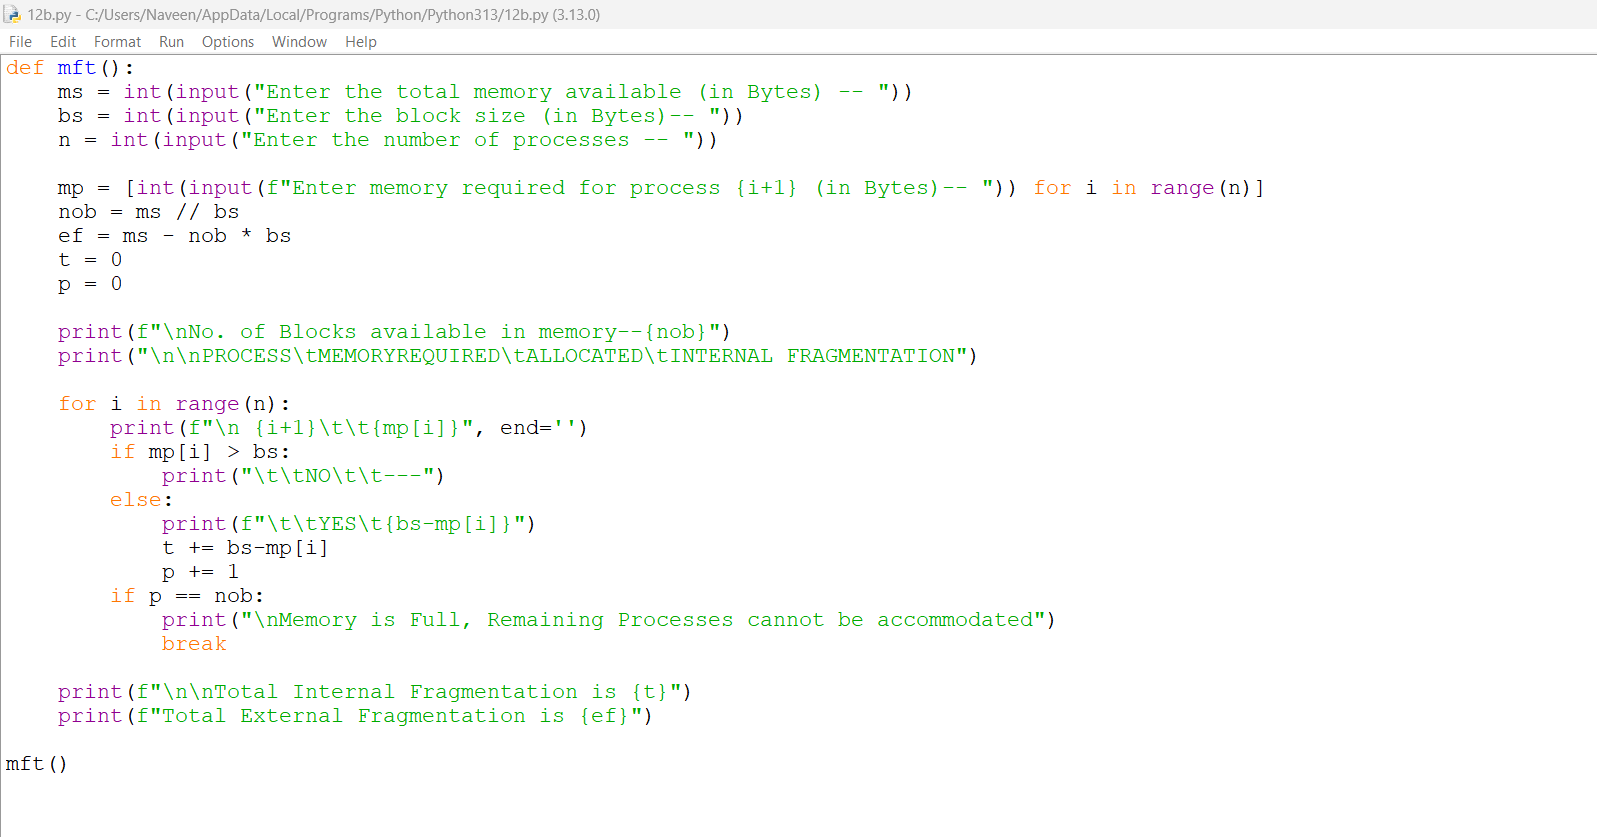 12b.py - C:/Users/Naveen/AppData/Local/Programs/Python/Python313/12b.py (3.13.0)
File Edit Format Run Options Window Help
def mft():
    ms = int(input("Enter the total memory available (in Bytes) -- "))
    bs = int(input("Enter the block size (in Bytes)-- "))
    n = int(input("Enter the number of processes -- "))

    mp = [int(input(f"Enter memory required for process {i+1} (in Bytes)-- ")) for i in range(n)]
    nob = ms // bs
    ef = ms - nob * bs
    t = 0
    p = 0

    print(f"\nNo. of Blocks available in memory--{nob}")
    print("\n\nPROCESS\tMEMORYREQUIRED\tALLOCATED\tINTERNAL FRAGMENTATION")

    for i in range(n):
        print(f"\n {i+1}\t\t{mp[i]}", end='')
        if mp[i] > bs:
            print("\t\tNO\t\t---")
        else:
            print(f"\t\tYES\t{bs-mp[i]}")
            t += bs-mp[i]
            p += 1
        if p == nob:
            print("\nMemory is Full, Remaining Processes cannot be accommodated")
            break

    print(f"\n\nTotal Internal Fragmentation is {t}")
    print(f"Total External Fragmentation is {ef}")

mft()